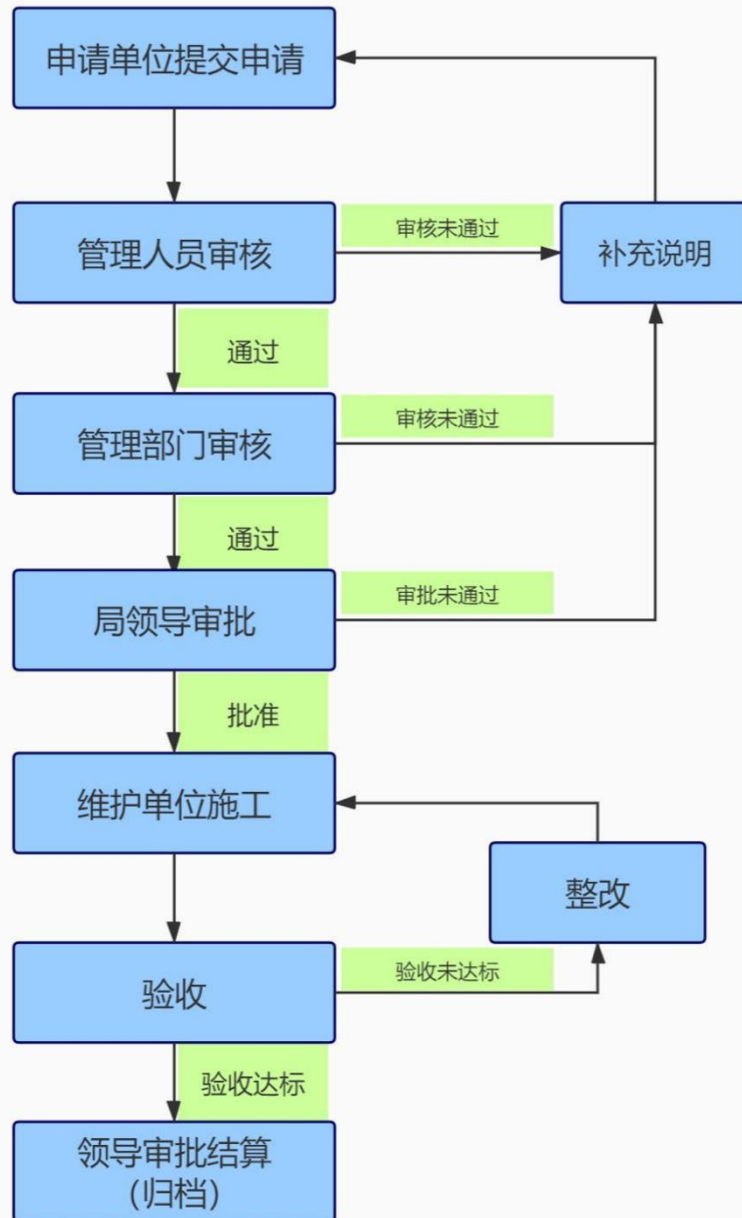 申请单位提交申请
管理人员审核
审核未通过
补充说明
通过
管理部门审核
审核未通过
通过
局领导审批
审批未通过
批准
维护单位施工
整改
验收
验收未达标
验收达标
领导审批结算
（归档）